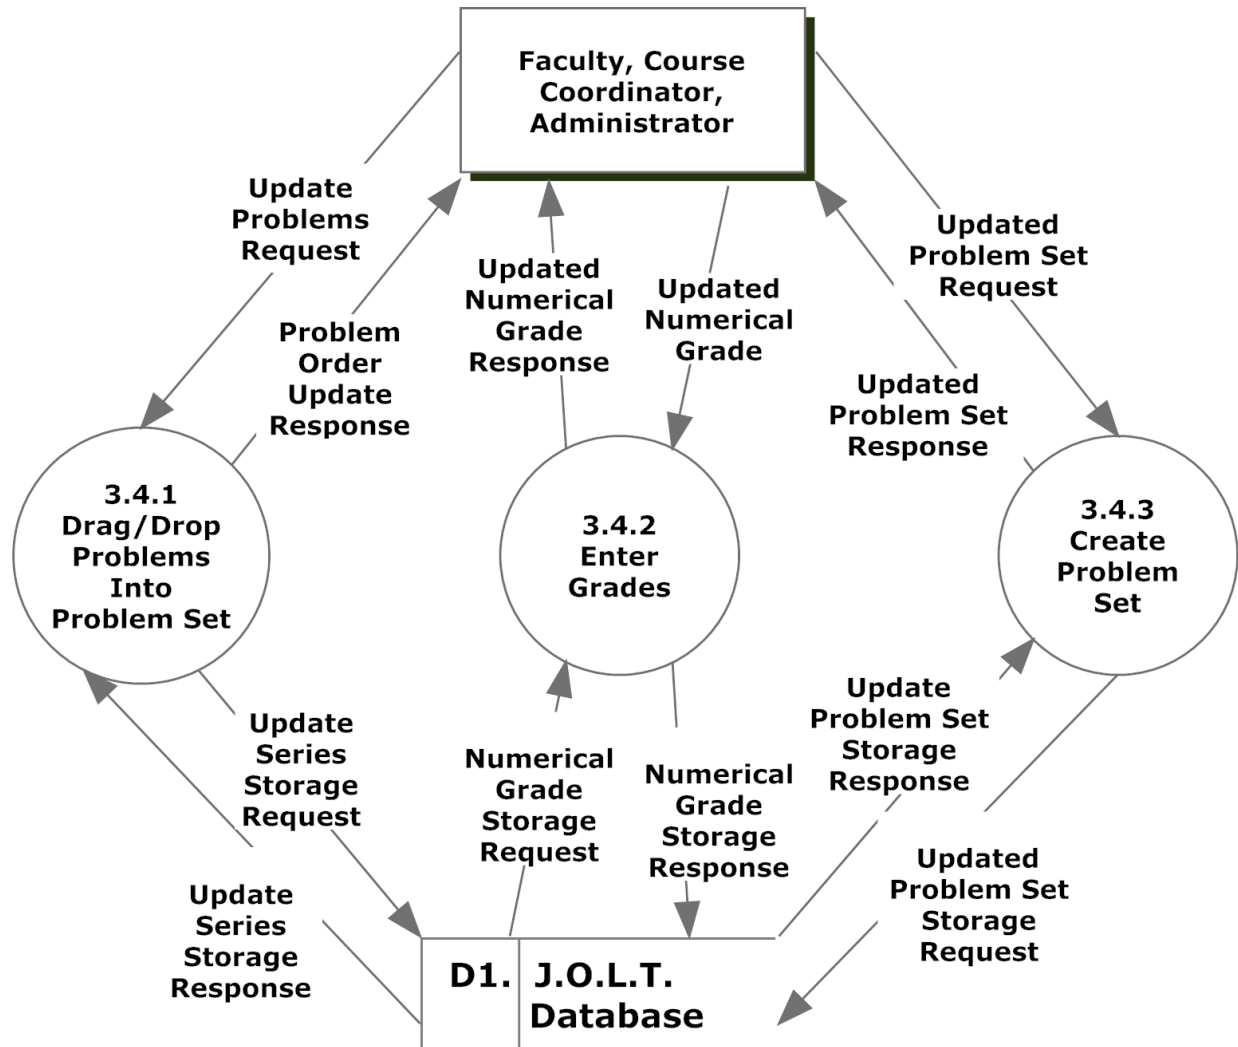 Faculty, Course
Coordinator,
Administrator
Update
Problems
Request
Problem
Order
Update
Response
Updated
Numerical
Grade
Response
Updated
Numerical
Grade
Updated
Problem Set
Request
Updated
Problem Set
Response
3.4.1
Drag/Drop
Problems
Into
Problem Set
3.4.2
Enter
Grades
3.4.3
Create
Problem
Set
Update
Series
Storage
Request
Update
Series
Storage
Response
Numerical
Grade
Storage
Request
Numerical
Grade
Storage
Response
Update
Problem Set
Storage
Response
Updated
Problem Set
Storage
Request
D1. J.O.L.T.
Database